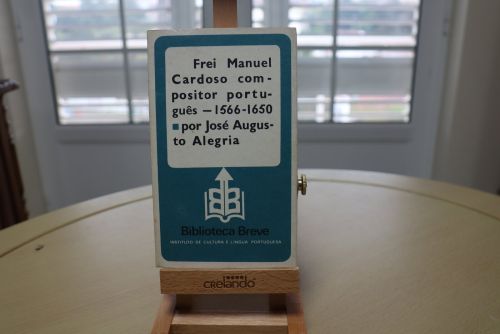 Frei Manuel
Cardoso com-
positor portu-
guês — 1566-1650
por José Augus-
to Alegria
Biblioteca Breve
INSTITUTO DE CULTURA E LÍNGUA PORTUGUESA
crelando